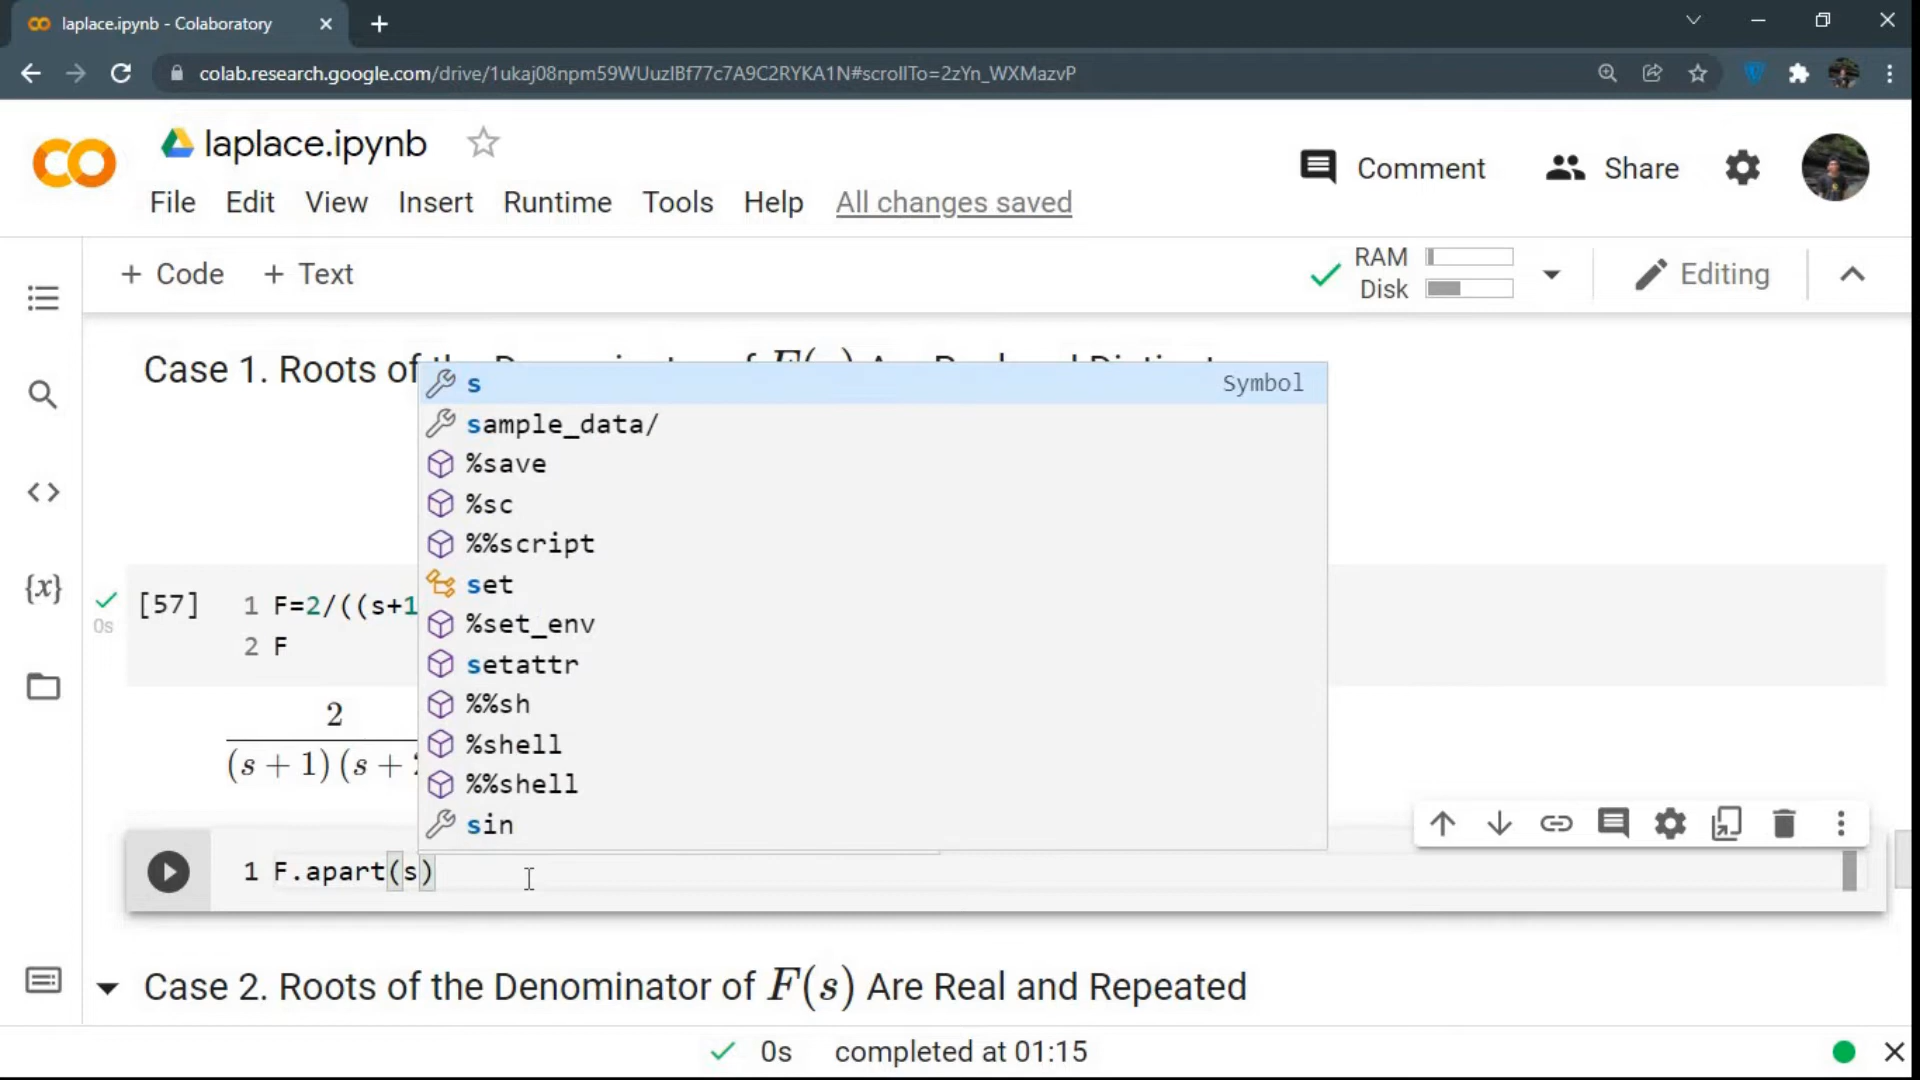 laplace.ipynb - Colaboratory
colab.research.google.com/drive/1ukaj08npm59WUuzIBf77c7A9C2RYKA1N#scrollTo=2zYn_WXMazvP
laplace.ipynb
Comment
Share
File Edit View Insert Runtime Tools Help All changes saved
+ Code + Text
RAM
Disk
Editing
Case 1. Roots of
s Symbol
sample_data/
%save
%sc
%%script
set
%set_env
setattr
%%sh
%shell
%%shell
sin
[57] 1 F=2/((s+1
0s
2 F
2
(s + 1) (s +
1 F.apart(s)
Case 2. Roots of the Denominator of F(s) Are Real and Repeated
0s completed at 01:15